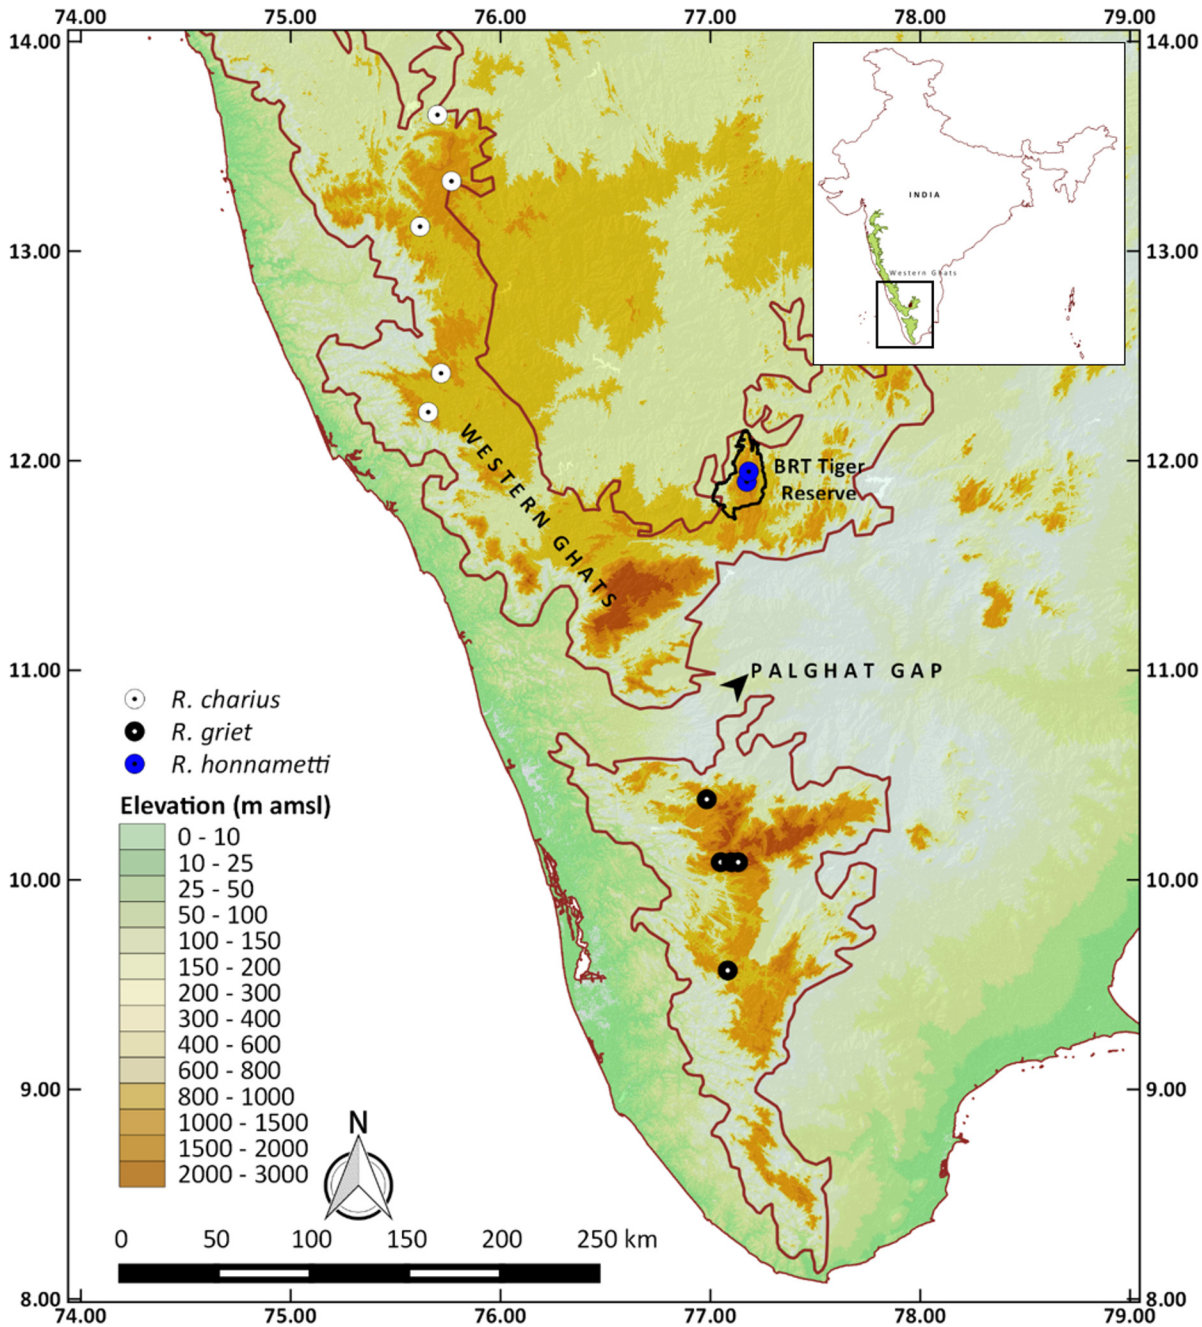 74.00 75.00 76.00 77.00 78.00 79.00
14.00 14.00
INDIA
Western Ghats
13.00 13.00
12.00 12.00
WESTERN GHATS
BRT Tiger
Reserve
11.00 11.00
PALGHAT GAP
R. charius
R. griet
R. honnametti
Elevation (m amsl)
0 - 10
10 - 25
25 - 50
50 - 100
100 - 150
150 - 200
200 - 300
300 - 400
400 - 600
600 - 800
800 - 1000
1000 - 1500
1500 - 2000
2000 - 3000
10.00 10.00
9.00 9.00
N
0 50 100 150 200 250 km
8.00 8.00
74.00 75.00 76.00 77.00 78.00 79.00